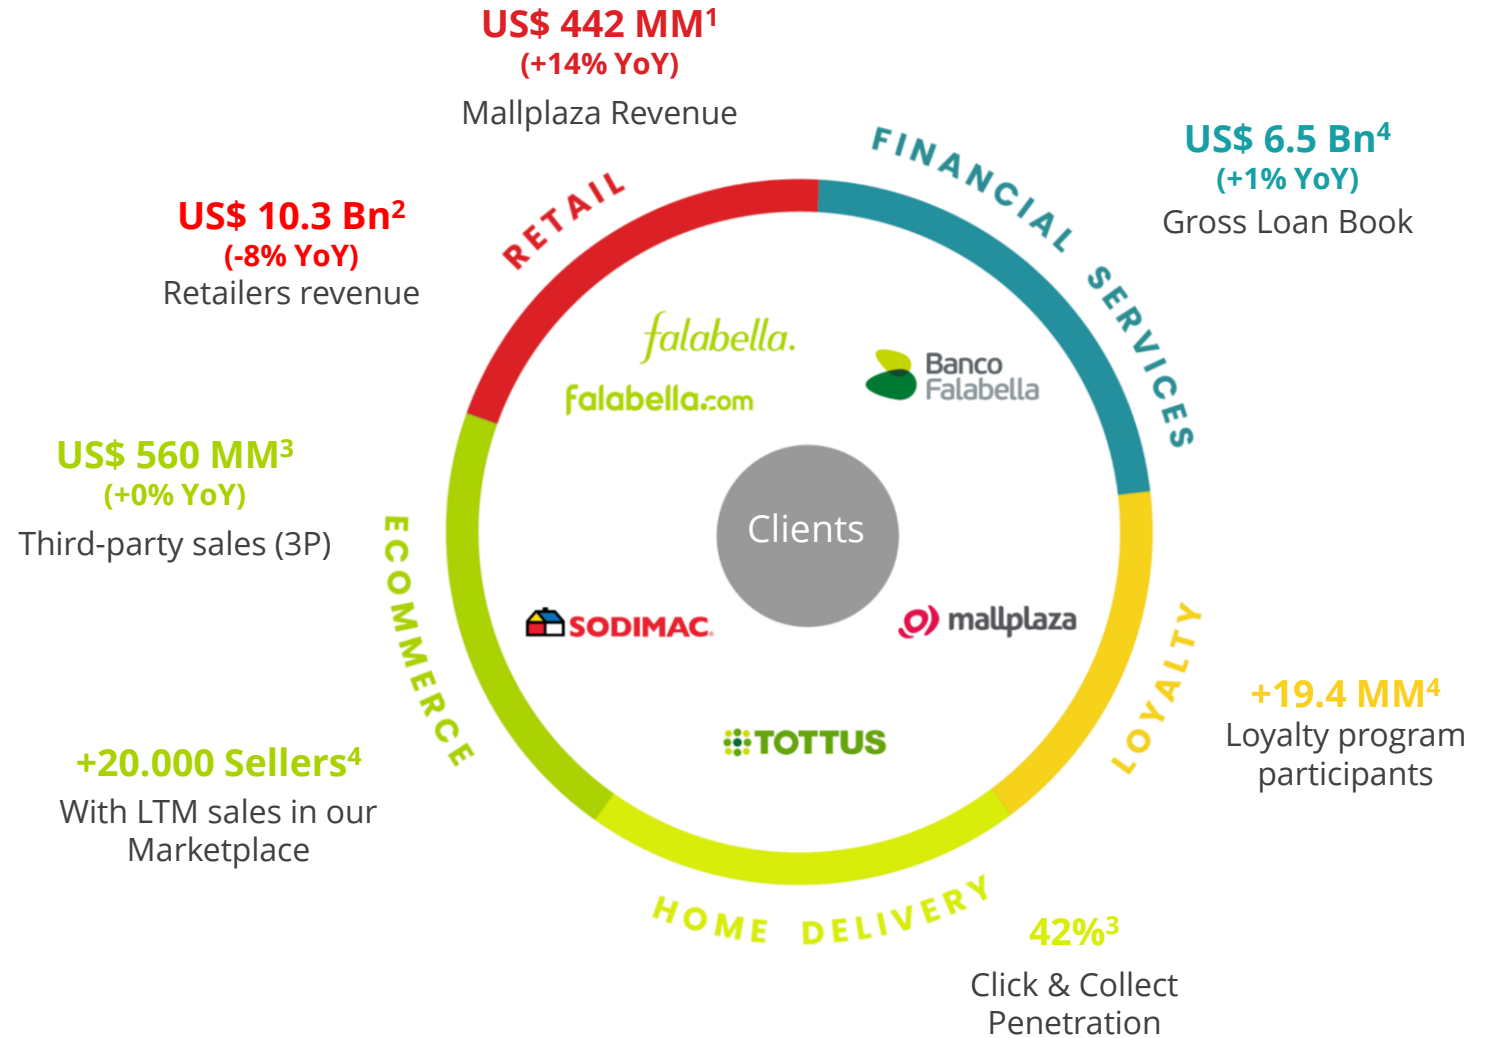 US$ 442 MM¹
(+14% YoY)
Mallplaza Revenue
US$ 10.3 Bn²
(-8% YoY)
Retailers revenue
US$ 6.5 Bn⁴
(+1% YoY)
Gross Loan Book
RETAIL
FINANCIAL SERVICES
falabella.
falabella.com
Banco
Falabella
US$ 560 MM³
(+0% YoY)
Third-party sales (3P)
ECOMMERCE
Clients
SODIMAC
mallplaza
TOTTUS
LOYALTY
+19.4 MM⁴
Loyalty program
participants
+20.000 Sellers⁴
With LTM sales in our
Marketplace
HOME DELIVERY
42%³
Click & Collect
Penetration